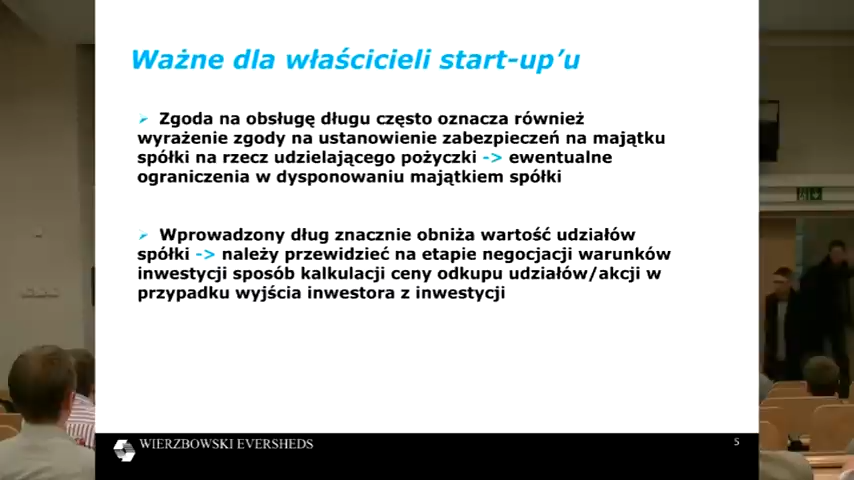 Ważne dla właścicieli start-up’u
➢ Zgoda na obsługę długu często oznacza również
wyrażenie zgody na ustanowienie zabezpieczeń na majątku
spółki na rzecz udzielającego pożyczki -> ewentualne
ograniczenia w dysponowaniu majątkiem spółki
➢ Wprowadzony dług znacznie obniża wartość udziałów
spółki -> należy przewidzieć na etapie negocjacji warunków
inwestycji sposób kalkulacji ceny odkupu udziałów/akcji w
przypadku wyjścia inwestora z inwestycji
WIERZBOWSKI EVERSHEDS
5